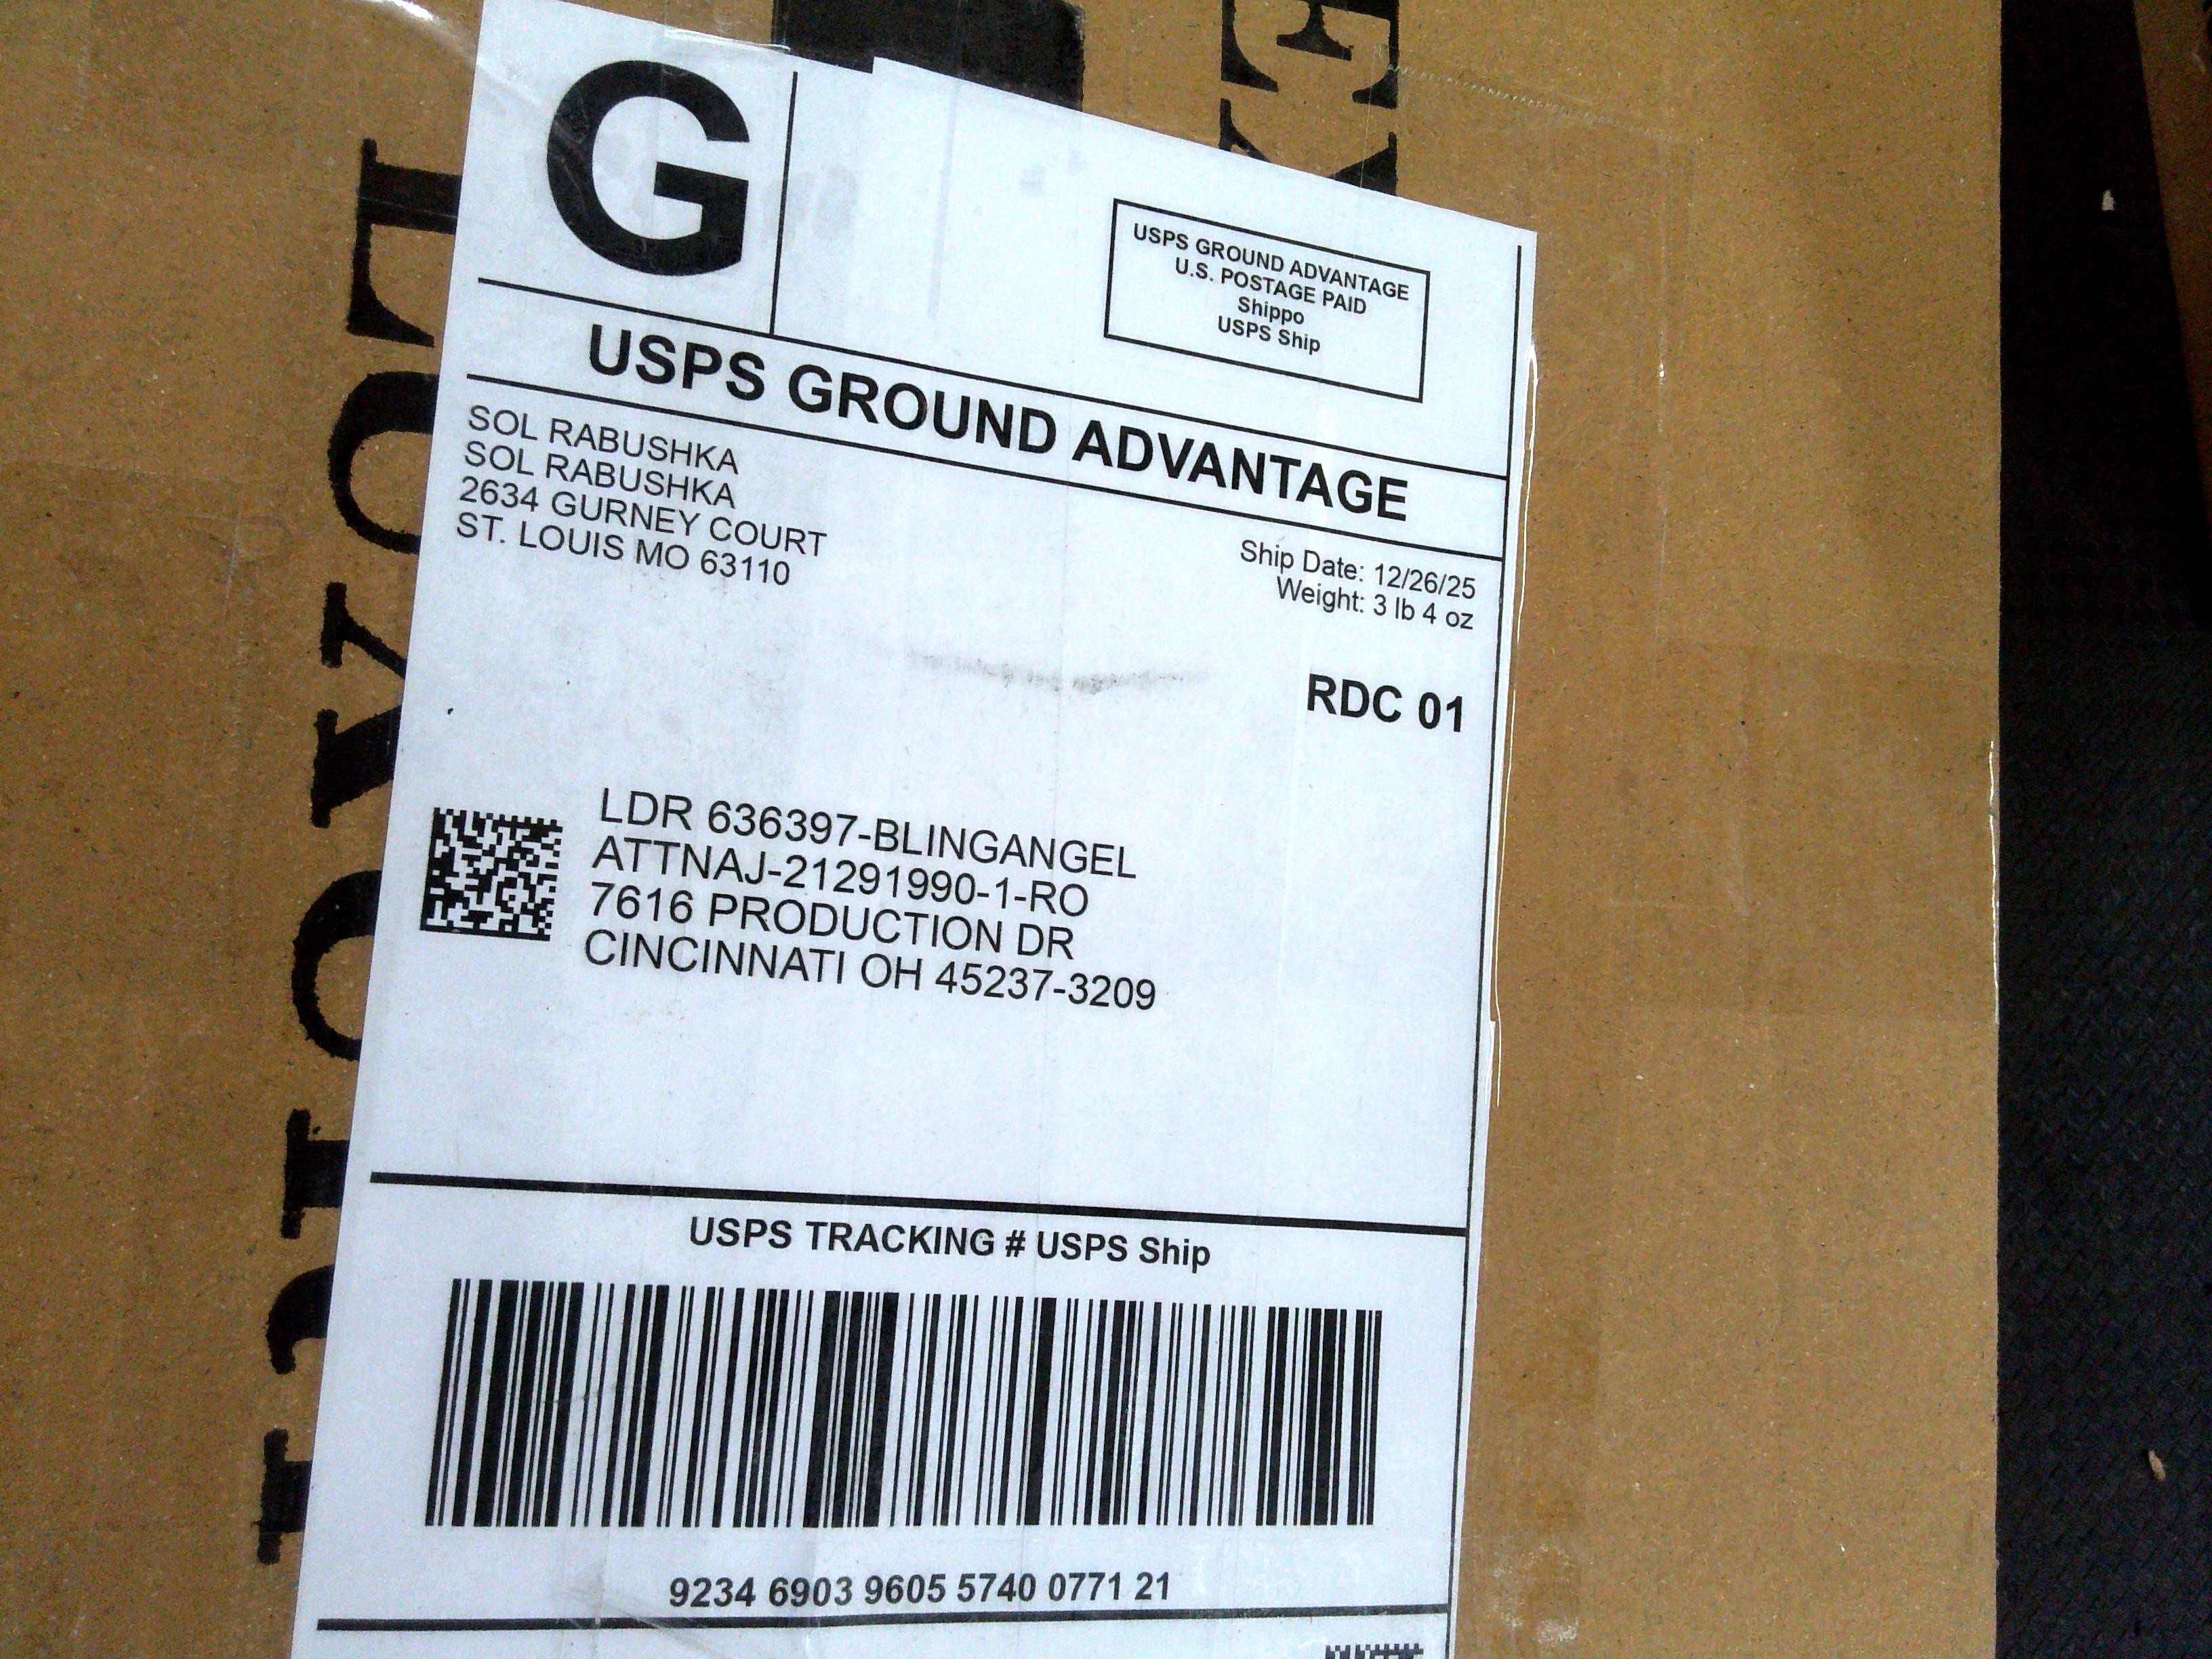 G
USPS GROUND ADVANTAGE
U.S. POSTAGE PAID
Shippo
USPS Ship
USPS GROUND ADVANTAGE
SOL RABUSHKA
SOL RABUSHKA
2634 GURNEY COURT
ST. LOUIS MO 63110
Ship Date: 12/26/25
Weight: 3 lb 4 oz
RDC 01
LDR 636397-BLINGANGEL
ATTNAJ-21291990-1-RO
7616 PRODUCTION DR
CINCINNATI OH 45237-3209
USPS TRACKING # USPS Ship
9234 6903 9605 5740 0771 21